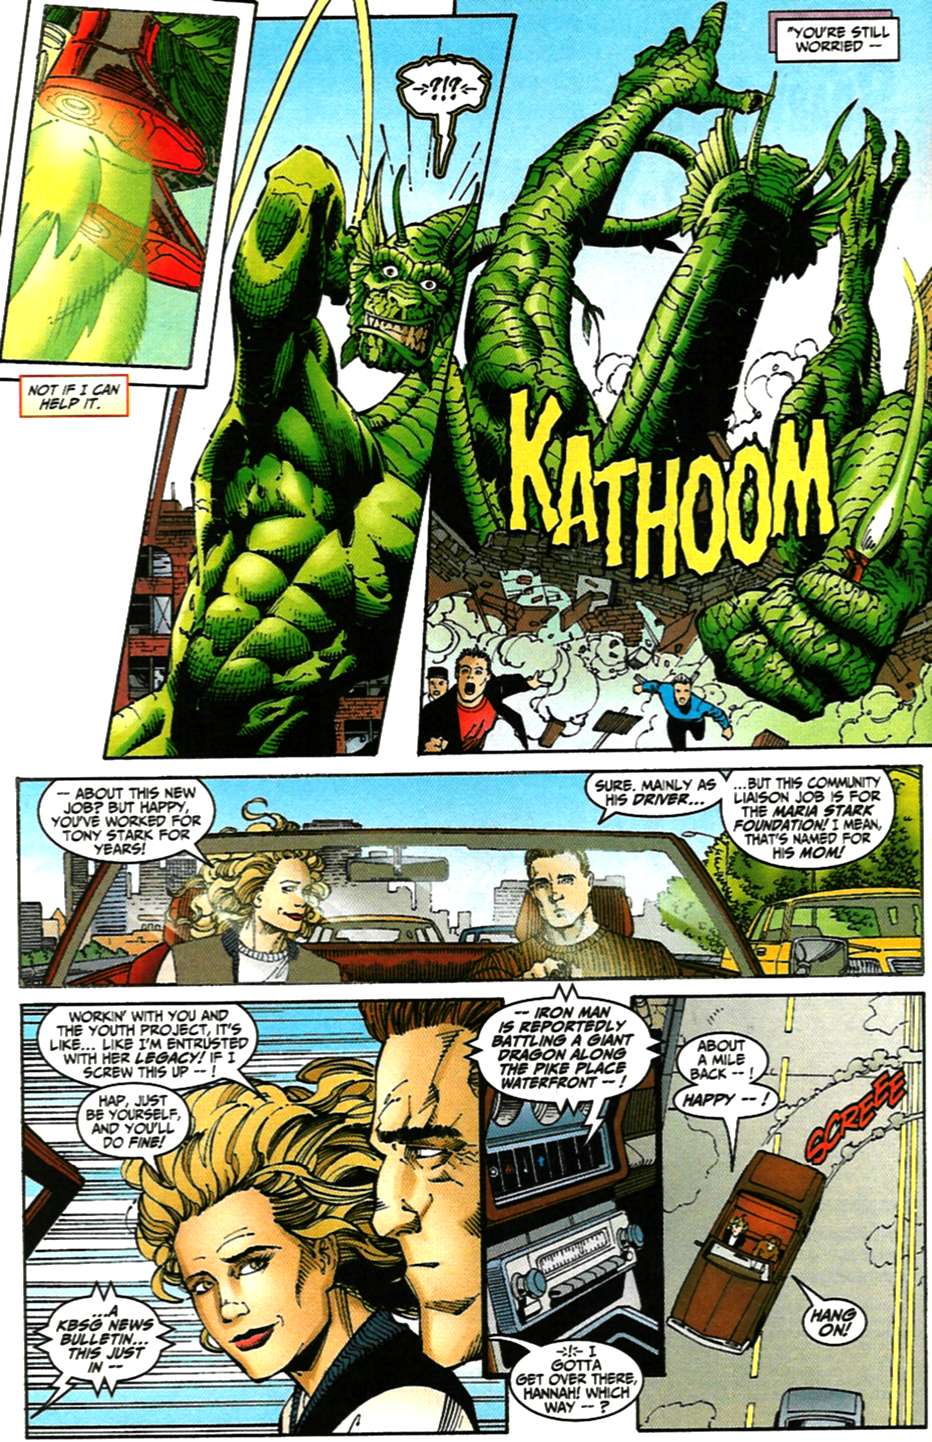 NOT IF I CAN
HELP IT.
-?!?-
"YOU'RE STILL
WORRIED --
KATHOOM
-- ABOUT THIS NEW
JOB? BUT HAPPY,
YOU'VE WORKED FOR
TONY STARK FOR
YEARS!
SURE. MAINLY AS
HIS DRIVER...
...BUT THIS COMMUNITY
LIAISON JOB IS FOR
THE MARIA STARK
FOUNDATION! I MEAN,
THAT'S NAMED FOR
HIS MOM!
WORKIN' WITH YOU AND
THE YOUTH PROJECT, IT'S
LIKE... LIKE I'M ENTRUSTED
WITH HER LEGACY! IF I
SCREW THIS UP -- !
HAP, JUST
BE YOURSELF,
AND YOU'LL
DO FINE!
...A
KBSG NEWS
BULLETIN...
THIS JUST
IN --
-- IRON MAN
IS REPORTEDLY
BATTLING A GIANT
DRAGON ALONG
THE PIKE PLACE
WATERFRONT -- !
-!- I
GOTTA
GET OVER THERE,
HANNAH! WHICH
WAY -- ?
ABOUT
A MILE
BACK -- !
HAPPY -- !
SCREEE
HANG
ON!